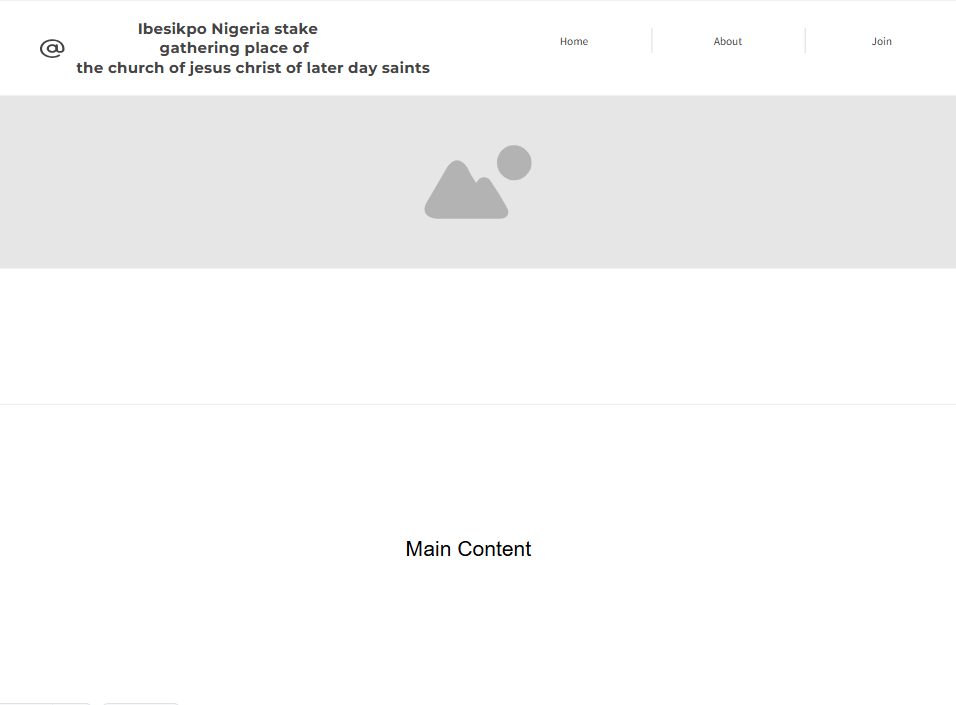 @
Ibesikpo Nigeria stake
gathering place of
the church of jesus christ of later day saints
Home
About
Join
Main Content